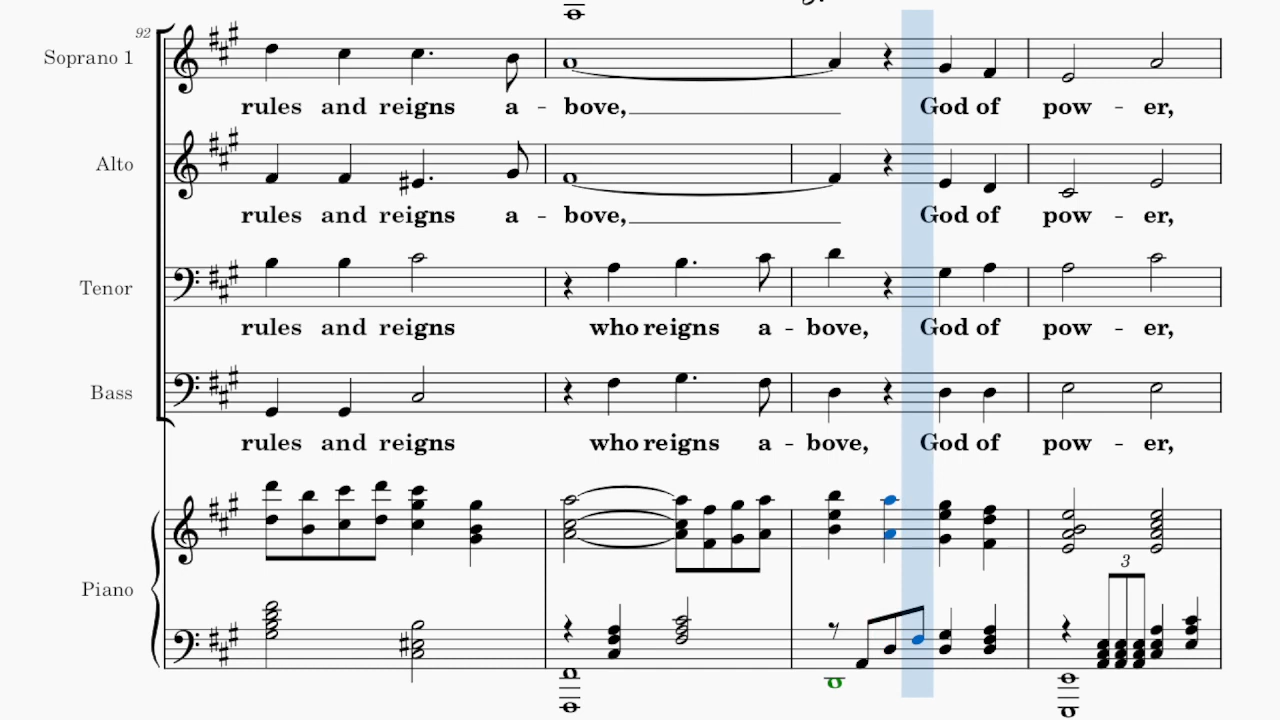 92
Soprano 1
rules and reigns a - bove, God of pow - er,
Alto
rules and reigns a - bove, God of pow - er,
Tenor
rules and reigns who reigns a - bove, God of pow - er,
Bass
rules and reigns who reigns a - bove, God of pow - er,
Piano
3